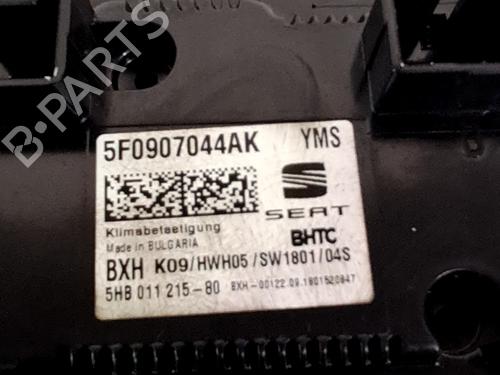 5F0907044AK YMS
SEAT
Klimabetaetigung
Made in BULGARIA
BHTC
BXH K09/HWH05/SW1801/04S
5HB 011 215-80 BXH-00122.09.1801520847
B-PARTS